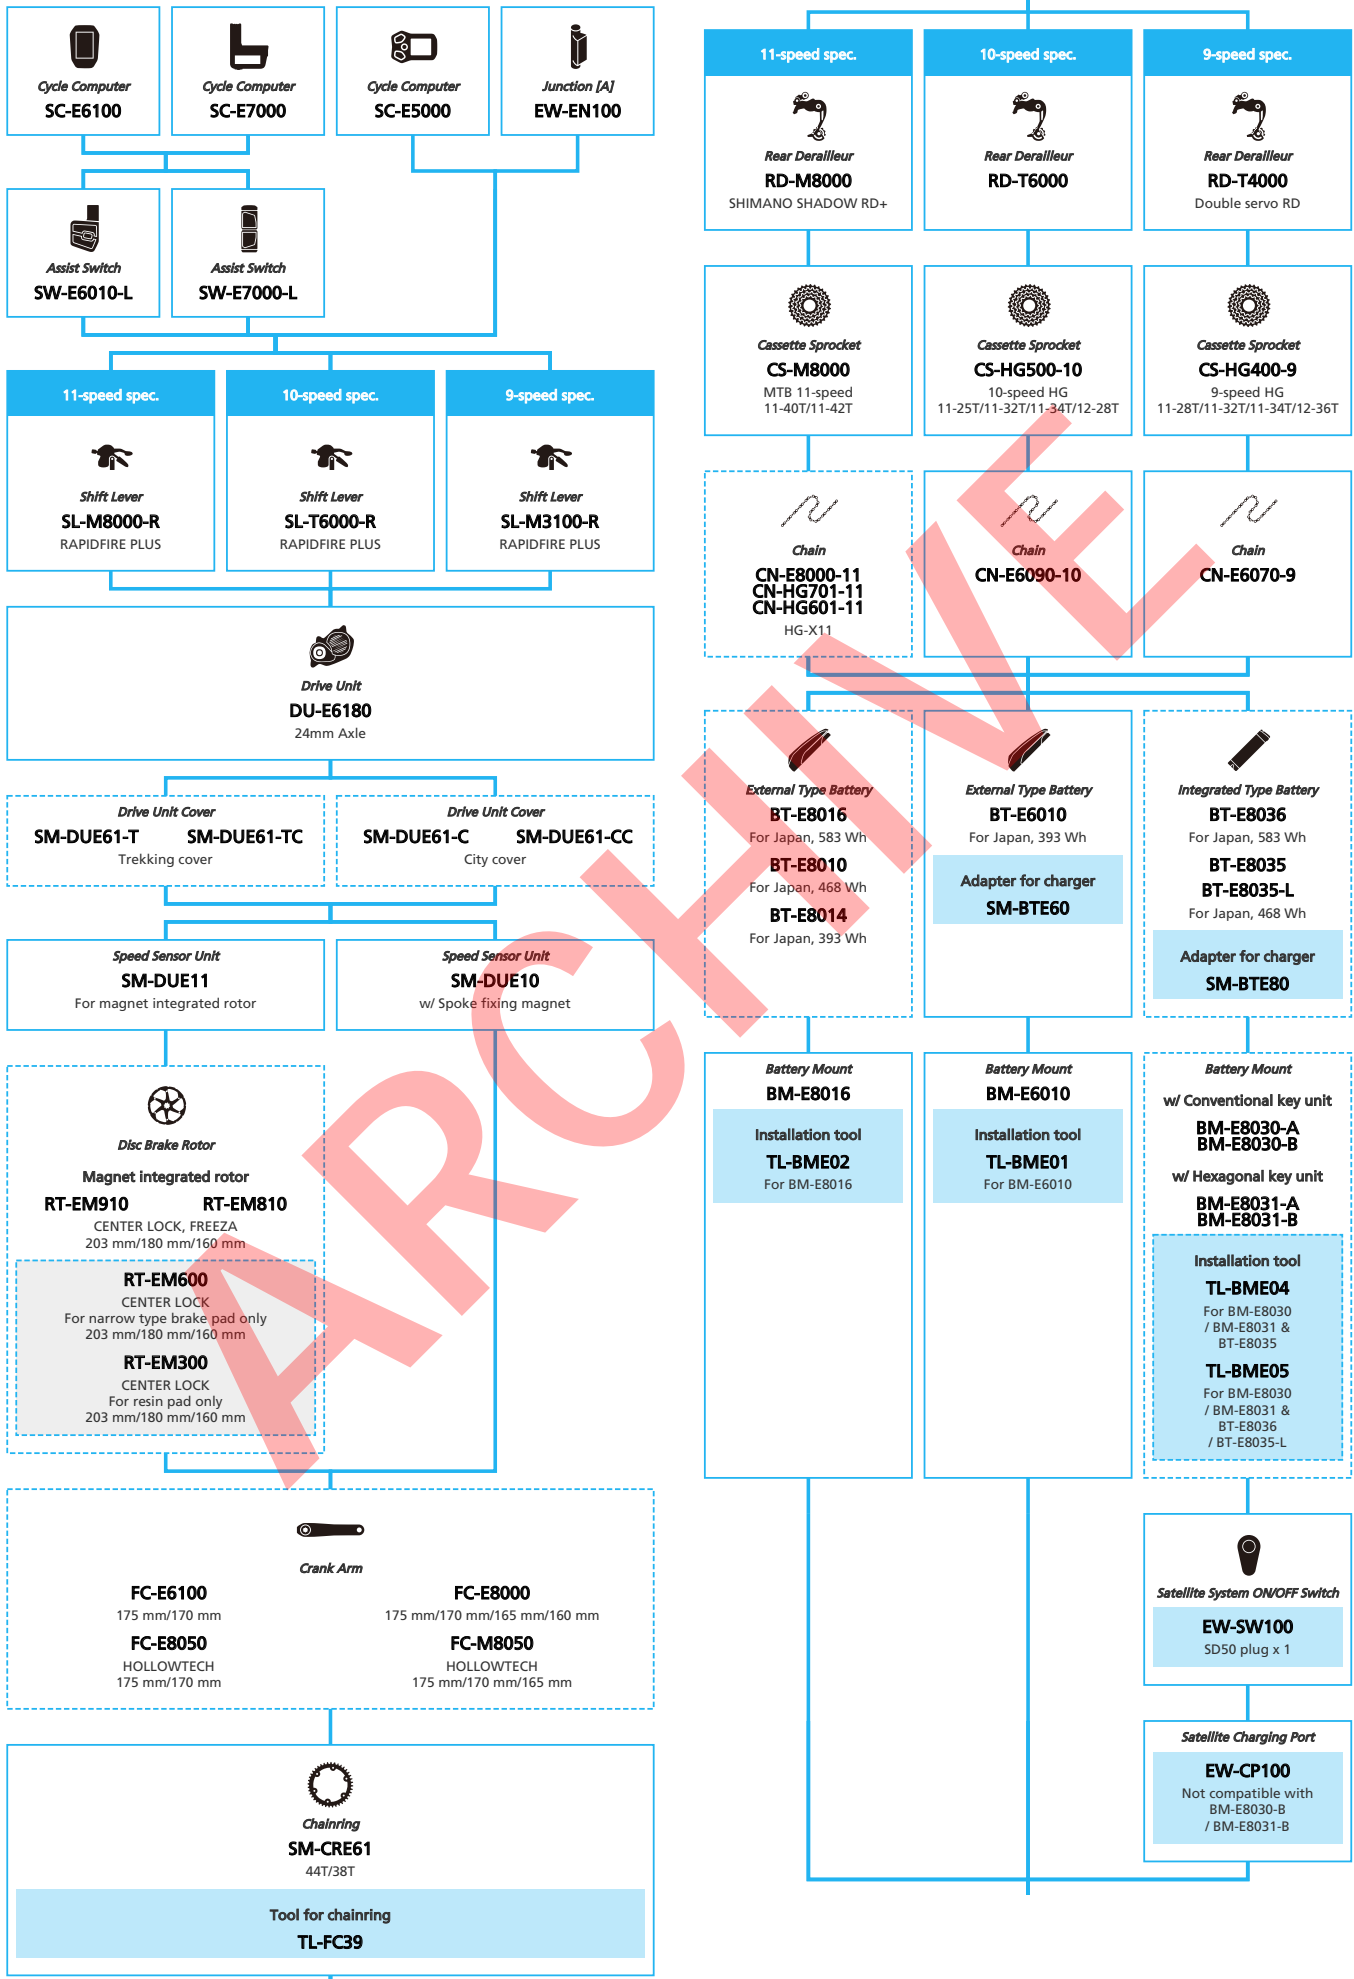 Cycle Computer
SC-E6100
Cycle Computer
SC-E7000
Cycle Computer
SC-E5000
Junction [A]
EW-EN100
Assist Switch
SW-E6010-L
Assist Switch
SW-E7000-L
11-speed spec.
Shift Lever
SL-M8000-R
RAPIDFIRE PLUS
10-speed spec.
Shift Lever
SL-T6000-R
RAPIDFIRE PLUS
9-speed spec.
Shift Lever
SL-M3100-R
RAPIDFIRE PLUS
Drive Unit
DU-E6180
24mm Axle
Drive Unit Cover
SM-DUE61-T SM-DUE61-TC
Trekking cover
Drive Unit Cover
SM-DUE61-C SM-DUE61-CC
City cover
Speed Sensor Unit
SM-DUE11
For magnet integrated rotor
Speed Sensor Unit
SM-DUE10
w/ Spoke fixing magnet
Disc Brake Rotor
Magnet integrated rotor
RT-EM910 RT-EM810
CENTER LOCK, FREEZA
203 mm/180 mm/160 mm
RT-EM600
CENTER LOCK
For narrow type brake pad only
203 mm/180 mm/160 mm
RT-EM300
CENTER LOCK
For resin pad only
203 mm/180 mm/160 mm
Crank Arm
FC-E6100
175 mm/170 mm
FC-E8000
175 mm/170 mm/165 mm/160 mm
FC-E8050
HOLLOWTECH
175 mm/170 mm
FC-M8050
HOLLOWTECH
175 mm/170 mm/165 mm
Chainring
SM-CRE61
44T/38T
Tool for chainring
TL-FC39
11-speed spec.
Rear Derailleur
RD-M8000
SHIMANO SHADOW RD+
10-speed spec.
Rear Derailleur
RD-T6000
9-speed spec.
Rear Derailleur
RD-T4000
Double servo RD
Cassette Sprocket
CS-M8000
MTB 11-speed
11-40T/11-42T
Cassette Sprocket
CS-HG500-10
10-speed HG
11-25T/11-32T/11-34T/12-28T
Cassette Sprocket
CS-HG400-9
9-speed HG
11-28T/11-32T/11-34T/12-36T
Chain
CN-E8000-11
CN-HG701-11
CN-HG601-11
HG-X11
Chain
CN-E6090-10
Chain
CN-E6070-9
External Type Battery
BT-E8016
For Japan, 583 Wh
BT-E8010
For Japan, 468 Wh
BT-E8014
For Japan, 393 Wh
External Type Battery
BT-E6010
For Japan, 393 Wh
Adapter for charger
SM-BTE60
Integrated Type Battery
BT-E8036
For Japan, 583 Wh
BT-E8035
BT-E8035-L
For Japan, 468 Wh
Adapter for charger
SM-BTE80
Battery Mount
BM-E8016
Installation tool
TL-BME02
For BM-E8016
Battery Mount
BM-E6010
Installation tool
TL-BME01
For BM-E6010
Battery Mount
w/ Conventional key unit
BM-E8030-A
BM-E8030-B
w/ Hexagonal key unit
BM-E8031-A
BM-E8031-B
Installation tool
TL-BME04
For BM-E8030
/ BM-E8031 &
BT-E8035
TL-BME05
For BM-E8030
/ BM-E8031 &
BT-E8036
/ BT-E8035-L
Satellite System ON/OFF Switch
EW-SW100
SD50 plug x 1
Satellite Charging Port
EW-CP100
Not compatible with
BM-E8030-B
/ BM-E8031-B
ARCHIVE